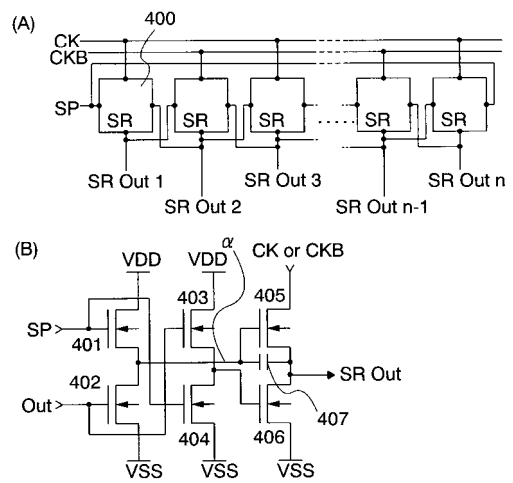 (A)
400
CK
CKB
SP
SR SR SR SR SR
SR Out 1 SR Out 2 SR Out 3 SR Out n-1 SR Out n
(B)
VDD VDD α CK or CKB
SP 401 403 405
402 SR Out
Out 404 406 407
VSS VSS VSS